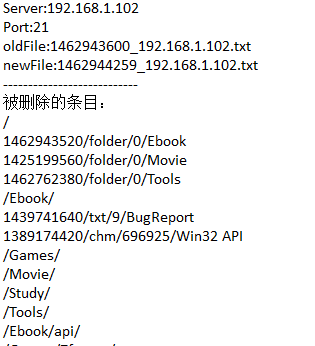 Server:192.168.1.102
Port:21
oldFile:1462943600_192.168.1.102.txt
newFile:1462944259_192.168.1.102.txt
---------------------------
被删除的条目：
/
1462943520/folder/0/Ebook
1425199560/folder/0/Movie
1462762380/folder/0/Tools
/Ebook/
1439741640/txt/9/BugReport
1389174420/chm/696925/Win32 API
/Games/
/Movie/
/Study/
/Tools/
/Ebook/api/